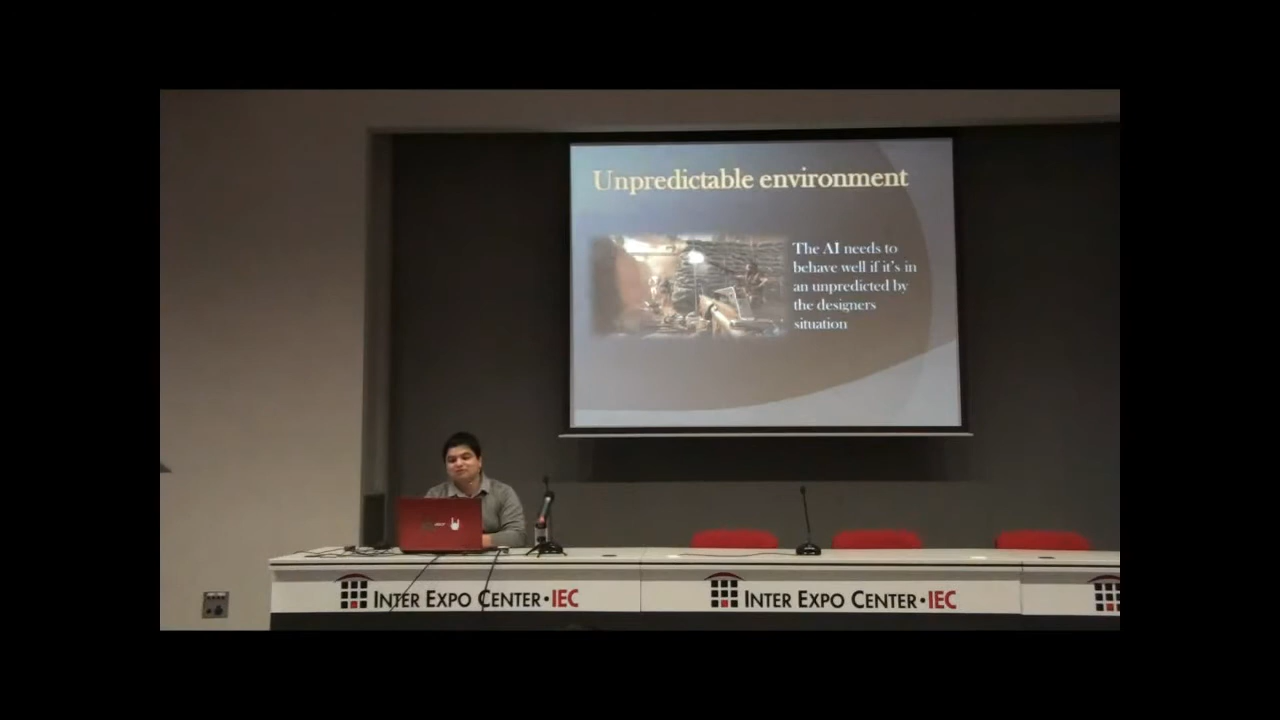 Unpredictable environment
The AI needs to
behave well if it's in
an unpredicted by
the designers
situation
INTER EXPO CENTER·IEC
INTER EXPO CENTER·IEC